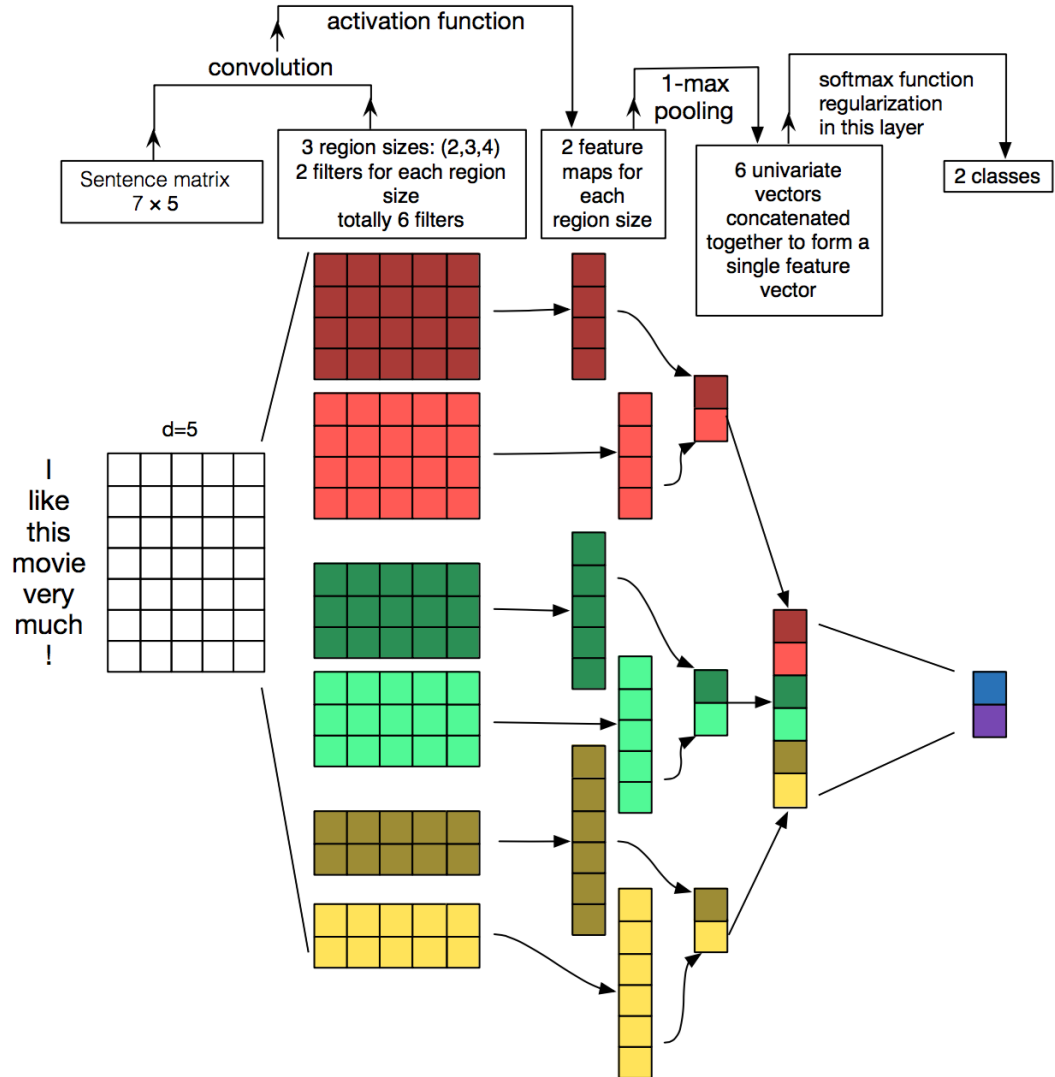 activation function
convolution
1-max
pooling
softmax function
regularization
in this layer
Sentence matrix
7 × 5
3 region sizes: (2,3,4)
2 filters for each region
size
totally 6 filters
2 feature
maps for
each
region size
6 univariate
vectors
concatenated
together to form a
single feature
vector
2 classes
d=5
I
like
this
movie
very
much
!